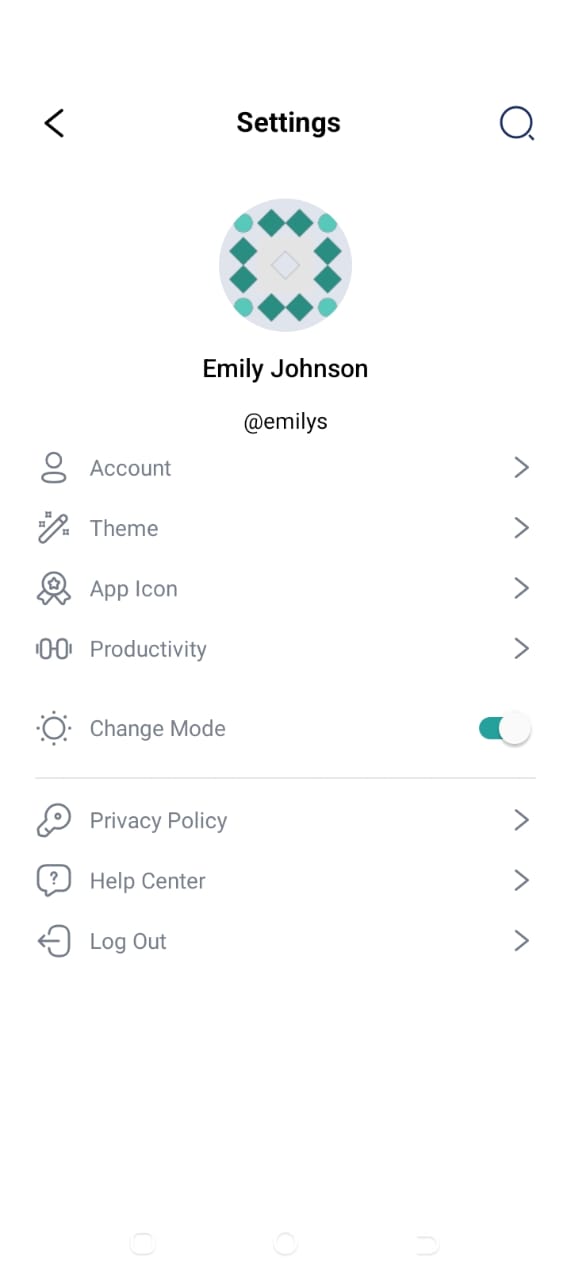 Settings
Emily Johnson
@emilys
Account
Theme
App Icon
Productivity
Change Mode
Privacy Policy
Help Center
Log Out